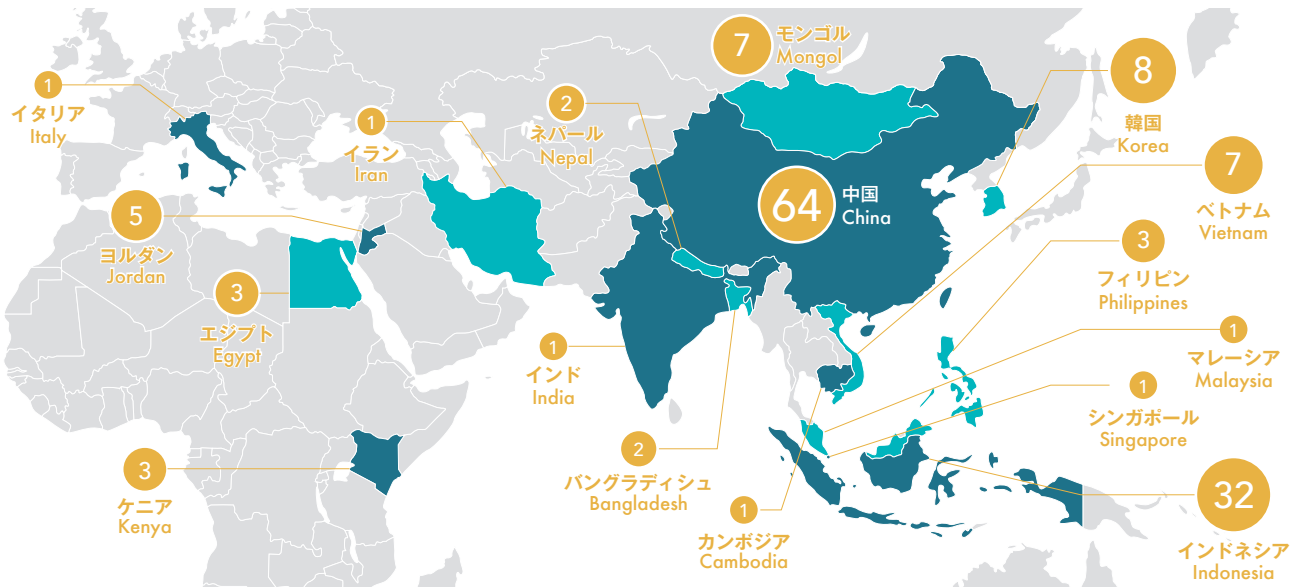 7
モンゴル
Mongol
8
韓国
Korea
1
イタリア
Italy
1
イラン
Iran
2
ネパール
Nepal
7
ベトナム
Vietnam
64
中国
China
5
ヨルダン
Jordan
3
フィリピン
Philippines
3
エジプト
Egypt
1
インド
India
1
マレーシア
Malaysia
1
シンガポール
Singapore
3
ケニア
Kenya
2
バングラディシュ
Bangladesh
1
カンボジア
Cambodia
32
インドネシア
Indonesia